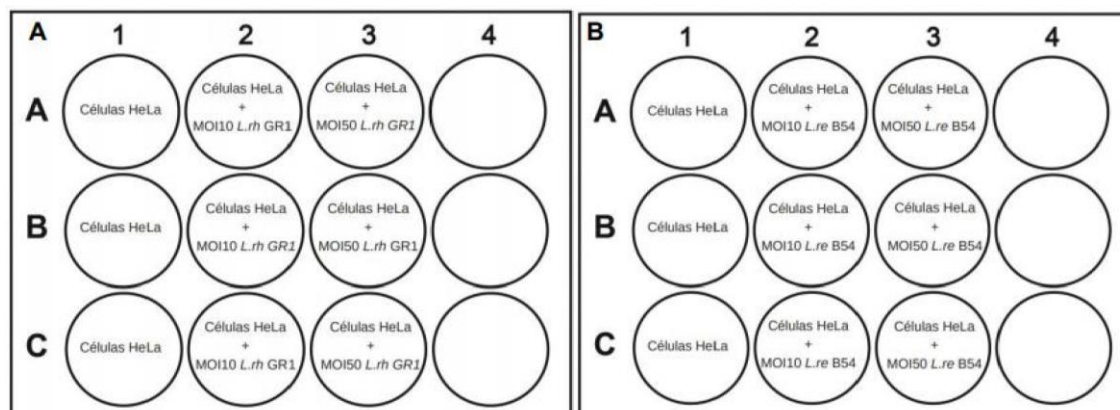 A 1 2 3 4
A
Células HeLa
Células HeLa
+
MOI10 L.rh GR1
Células HeLa
+
MOI50 L.rh GR1
B
Células HeLa
Células HeLa
+
MOI10 L.rh GR1
Células HeLa
+
MOI50 L.rh GR1
C
Células HeLa
Células HeLa
+
MOI10 L.rh GR1
Células HeLa
+
MOI50 L.rh GR1
B 1 2 3 4
A
Células HeLa
Células HeLa
+
MOI10 L.re B54
Células HeLa
+
MOI50 L.re B54
B
Células HeLa
Células HeLa
+
MOI10 L.re B54
Células HeLa
+
MOI50 L.re B54
C
Células HeLa
Células HeLa
+
MOI10 L.re B54
Células HeLa
+
MOI50 L.re B54